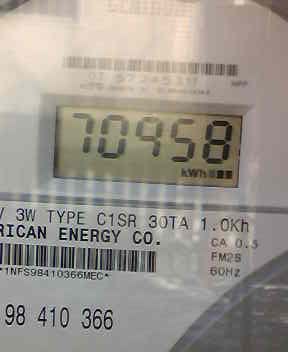 70958
kWh
V 3W TYPE C1SR 30TA 1.0Kh
RICAN ENERGY CO.
CA 0.5
FM2S
60Hz
*1NFS98410366MEC*
98 410 366